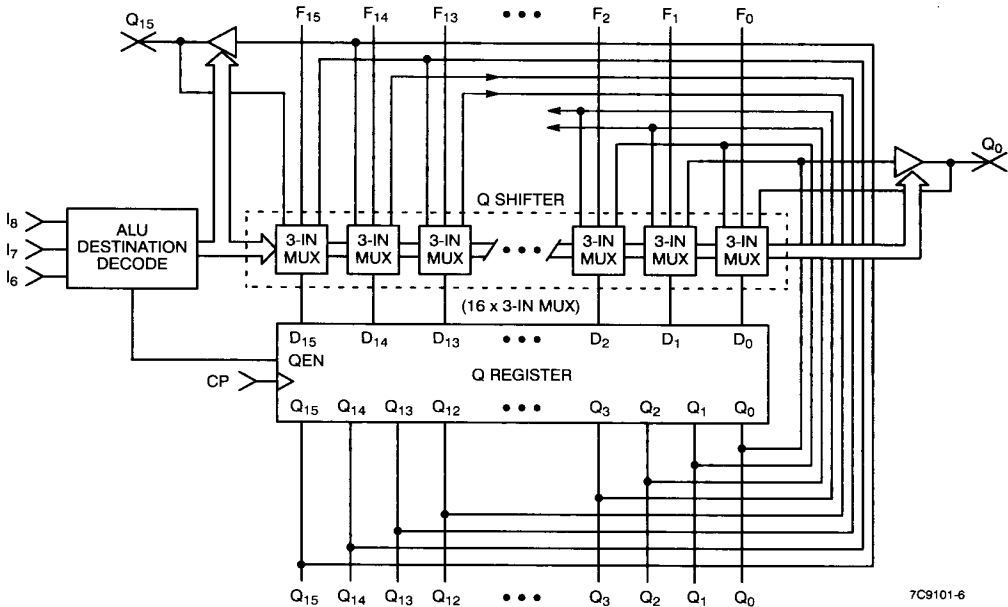 F15 F14 F13 • • • F2 F1 F0
Q15
Q0
Q SHIFTER
I8
I7
I6
ALU
DESTINATION
DECODE
3-IN
MUX
3-IN
MUX
3-IN
MUX
• • •
3-IN
MUX
3-IN
MUX
3-IN
MUX
(16 x 3-IN MUX)
D15 D14 D13 • • • D2 D1 D0
QEN
Q REGISTER
CP
Q15 Q14 Q13 Q12 • • • Q3 Q2 Q1 Q0
Q15 Q14 Q13 Q12 • • • Q3 Q2 Q1 Q0
7C9101-6